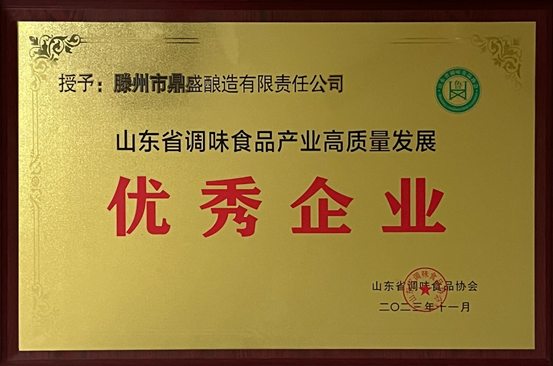 授予：滕州市鼎盛酿造有限责任公司
山东省调味食品产业高质量发展
优秀企业
山东省调味食品协会
二〇二三年十一月